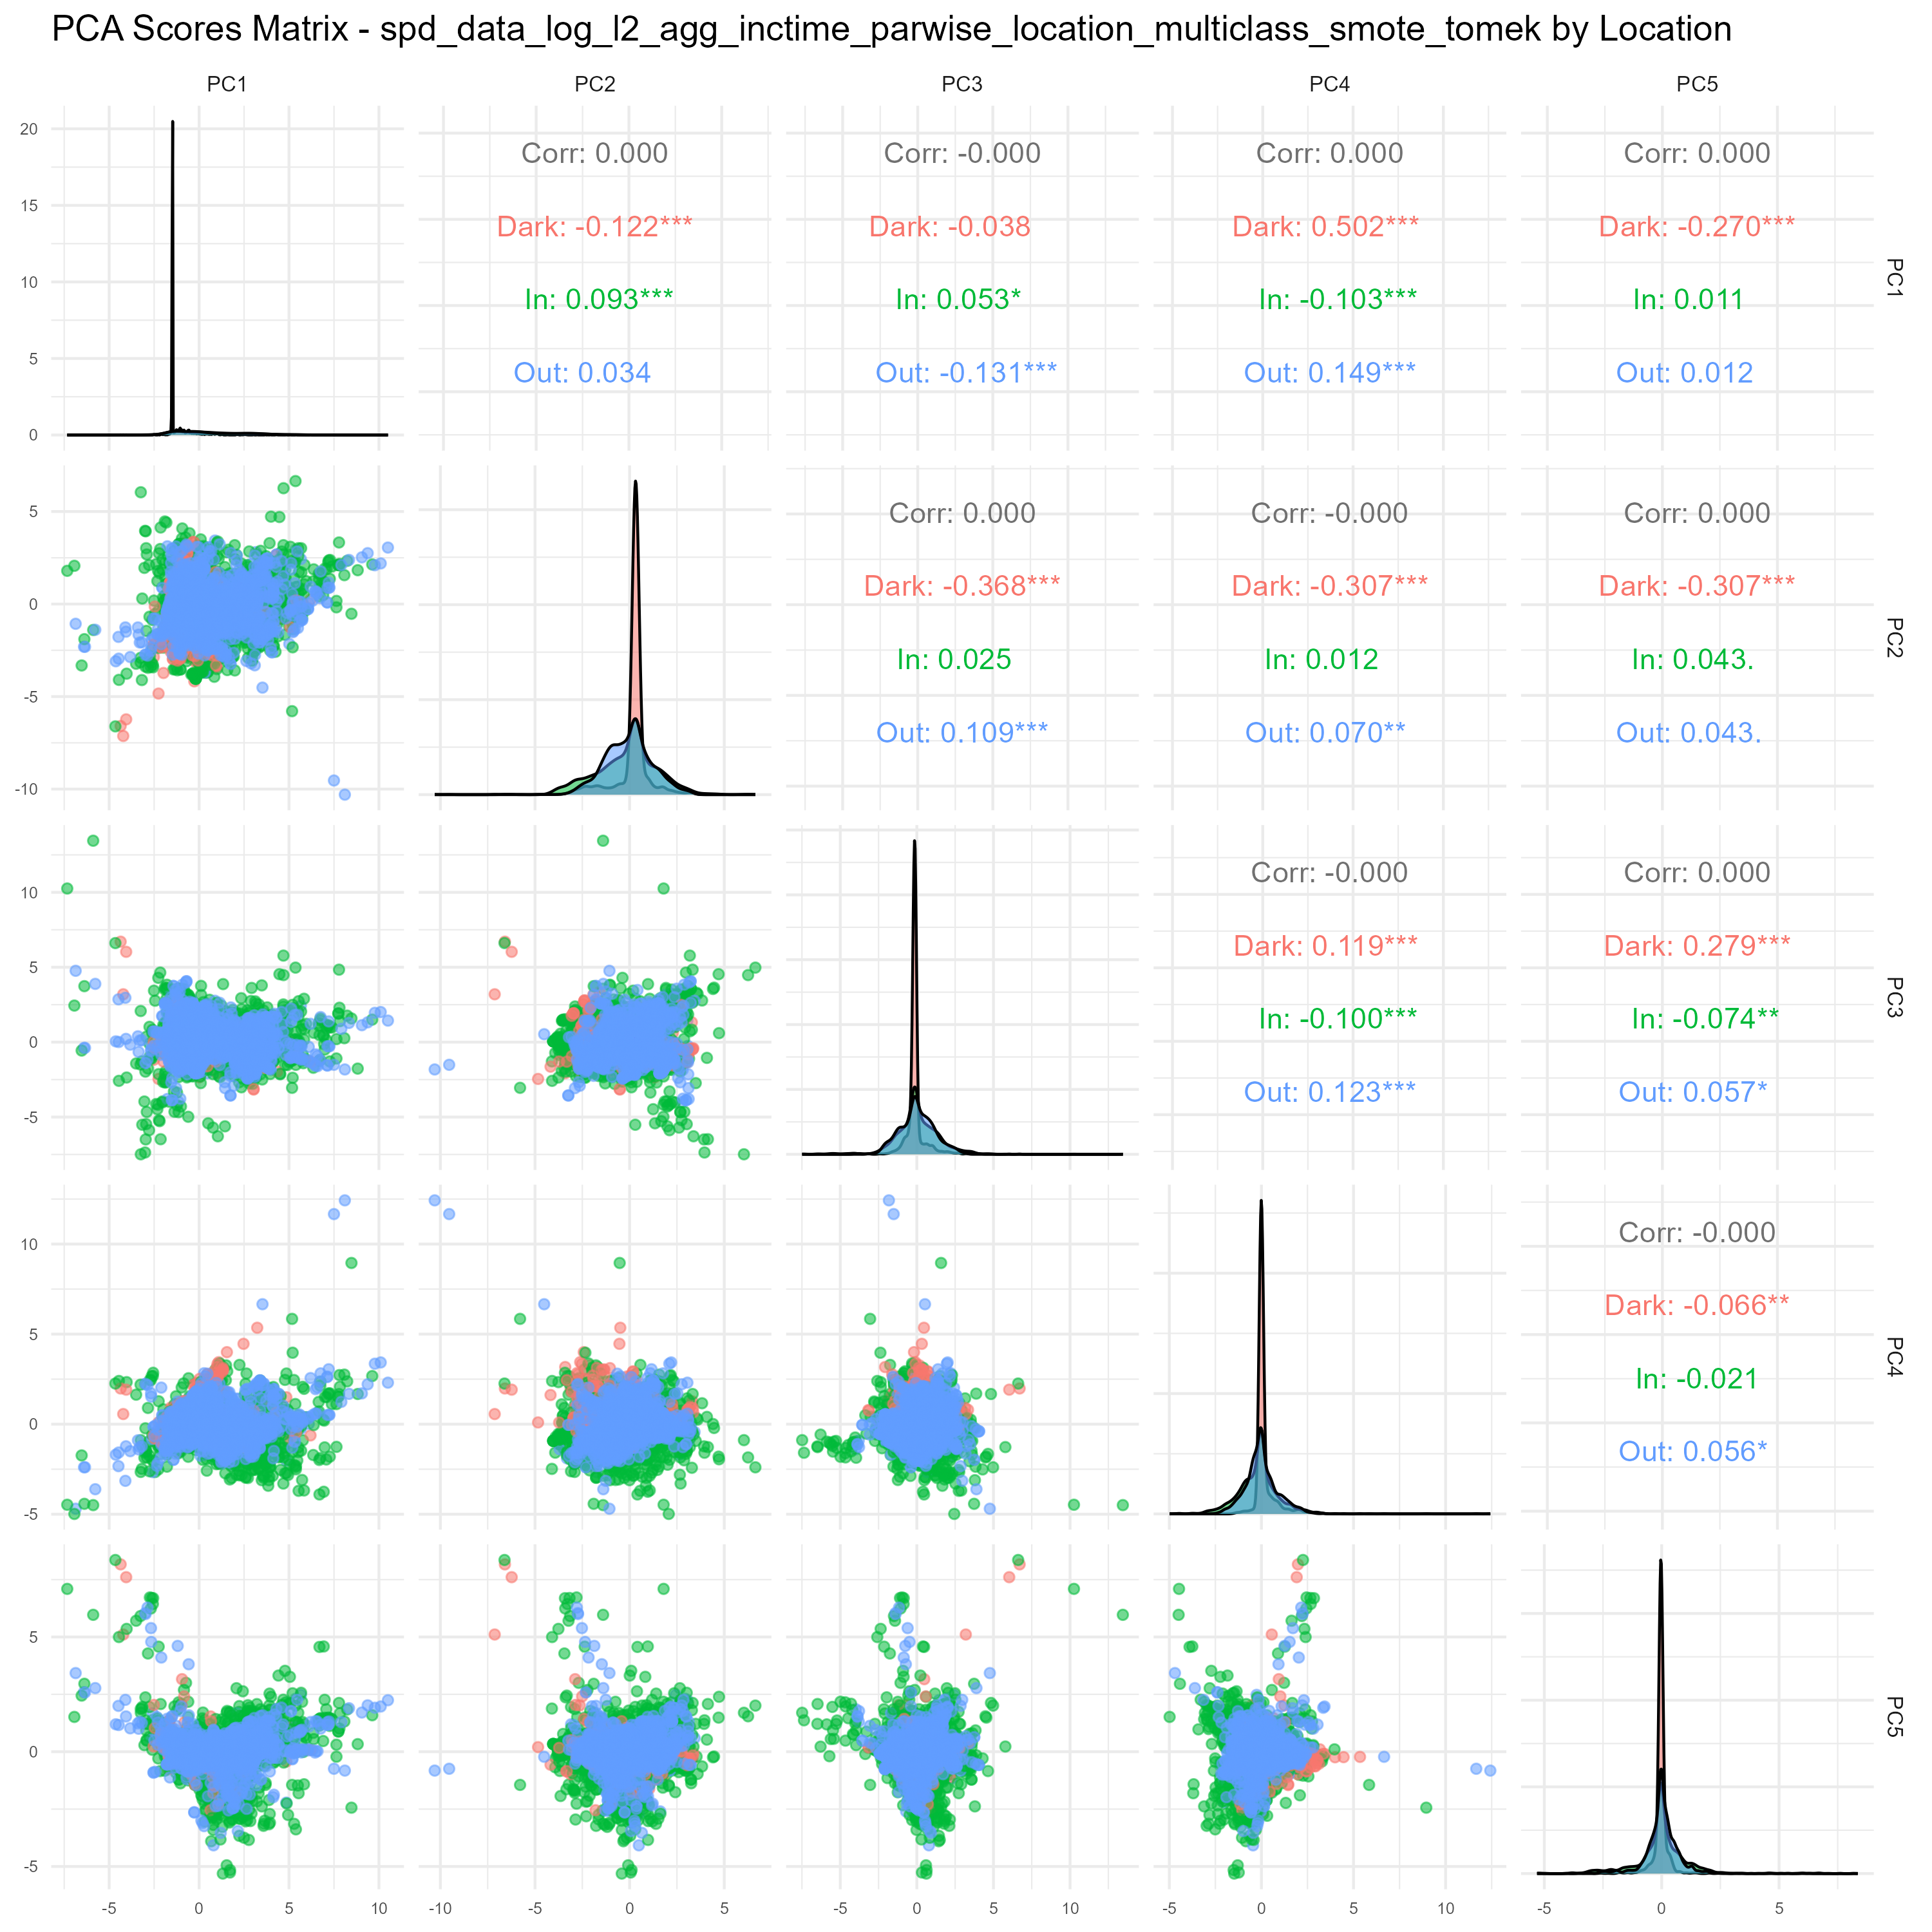 PCA Scores Matrix - spd_data_log_l2_agg_inctime_parwise_location_multiclass_smote_tomek by Location
PC1 PC2 PC3 PC4 PC5
20
15
10
5
0
Corr: 0.000 Corr: -0.000 Corr: 0.000 Corr: 0.000
Dark: -0.122*** Dark: -0.038 Dark: 0.502*** Dark: -0.270***
In: 0.093*** In: 0.053* In: -0.103*** In: 0.011
Out: 0.034 Out: -0.131*** Out: 0.149*** Out: 0.012
PC1
5
0
-5
-10
Corr: 0.000 Corr: -0.000 Corr: 0.000
Dark: -0.368*** Dark: -0.307*** Dark: -0.307***
In: 0.025 In: 0.012 In: 0.043.
Out: 0.109*** Out: 0.070** Out: 0.043.
PC2
10
5
0
-5
Corr: -0.000 Corr: 0.000
Dark: 0.119*** Dark: 0.279***
In: -0.100*** In: -0.074**
Out: 0.123*** Out: 0.057*
PC3
10
5
0
-5
Corr: -0.000
Dark: -0.066**
In: -0.021
Out: 0.056*
PC4
5
0
-5
PC5
-5 0 5 10 -10 -5 0 5 -5 0 5 10 -5 0 5 10 -5 0 5